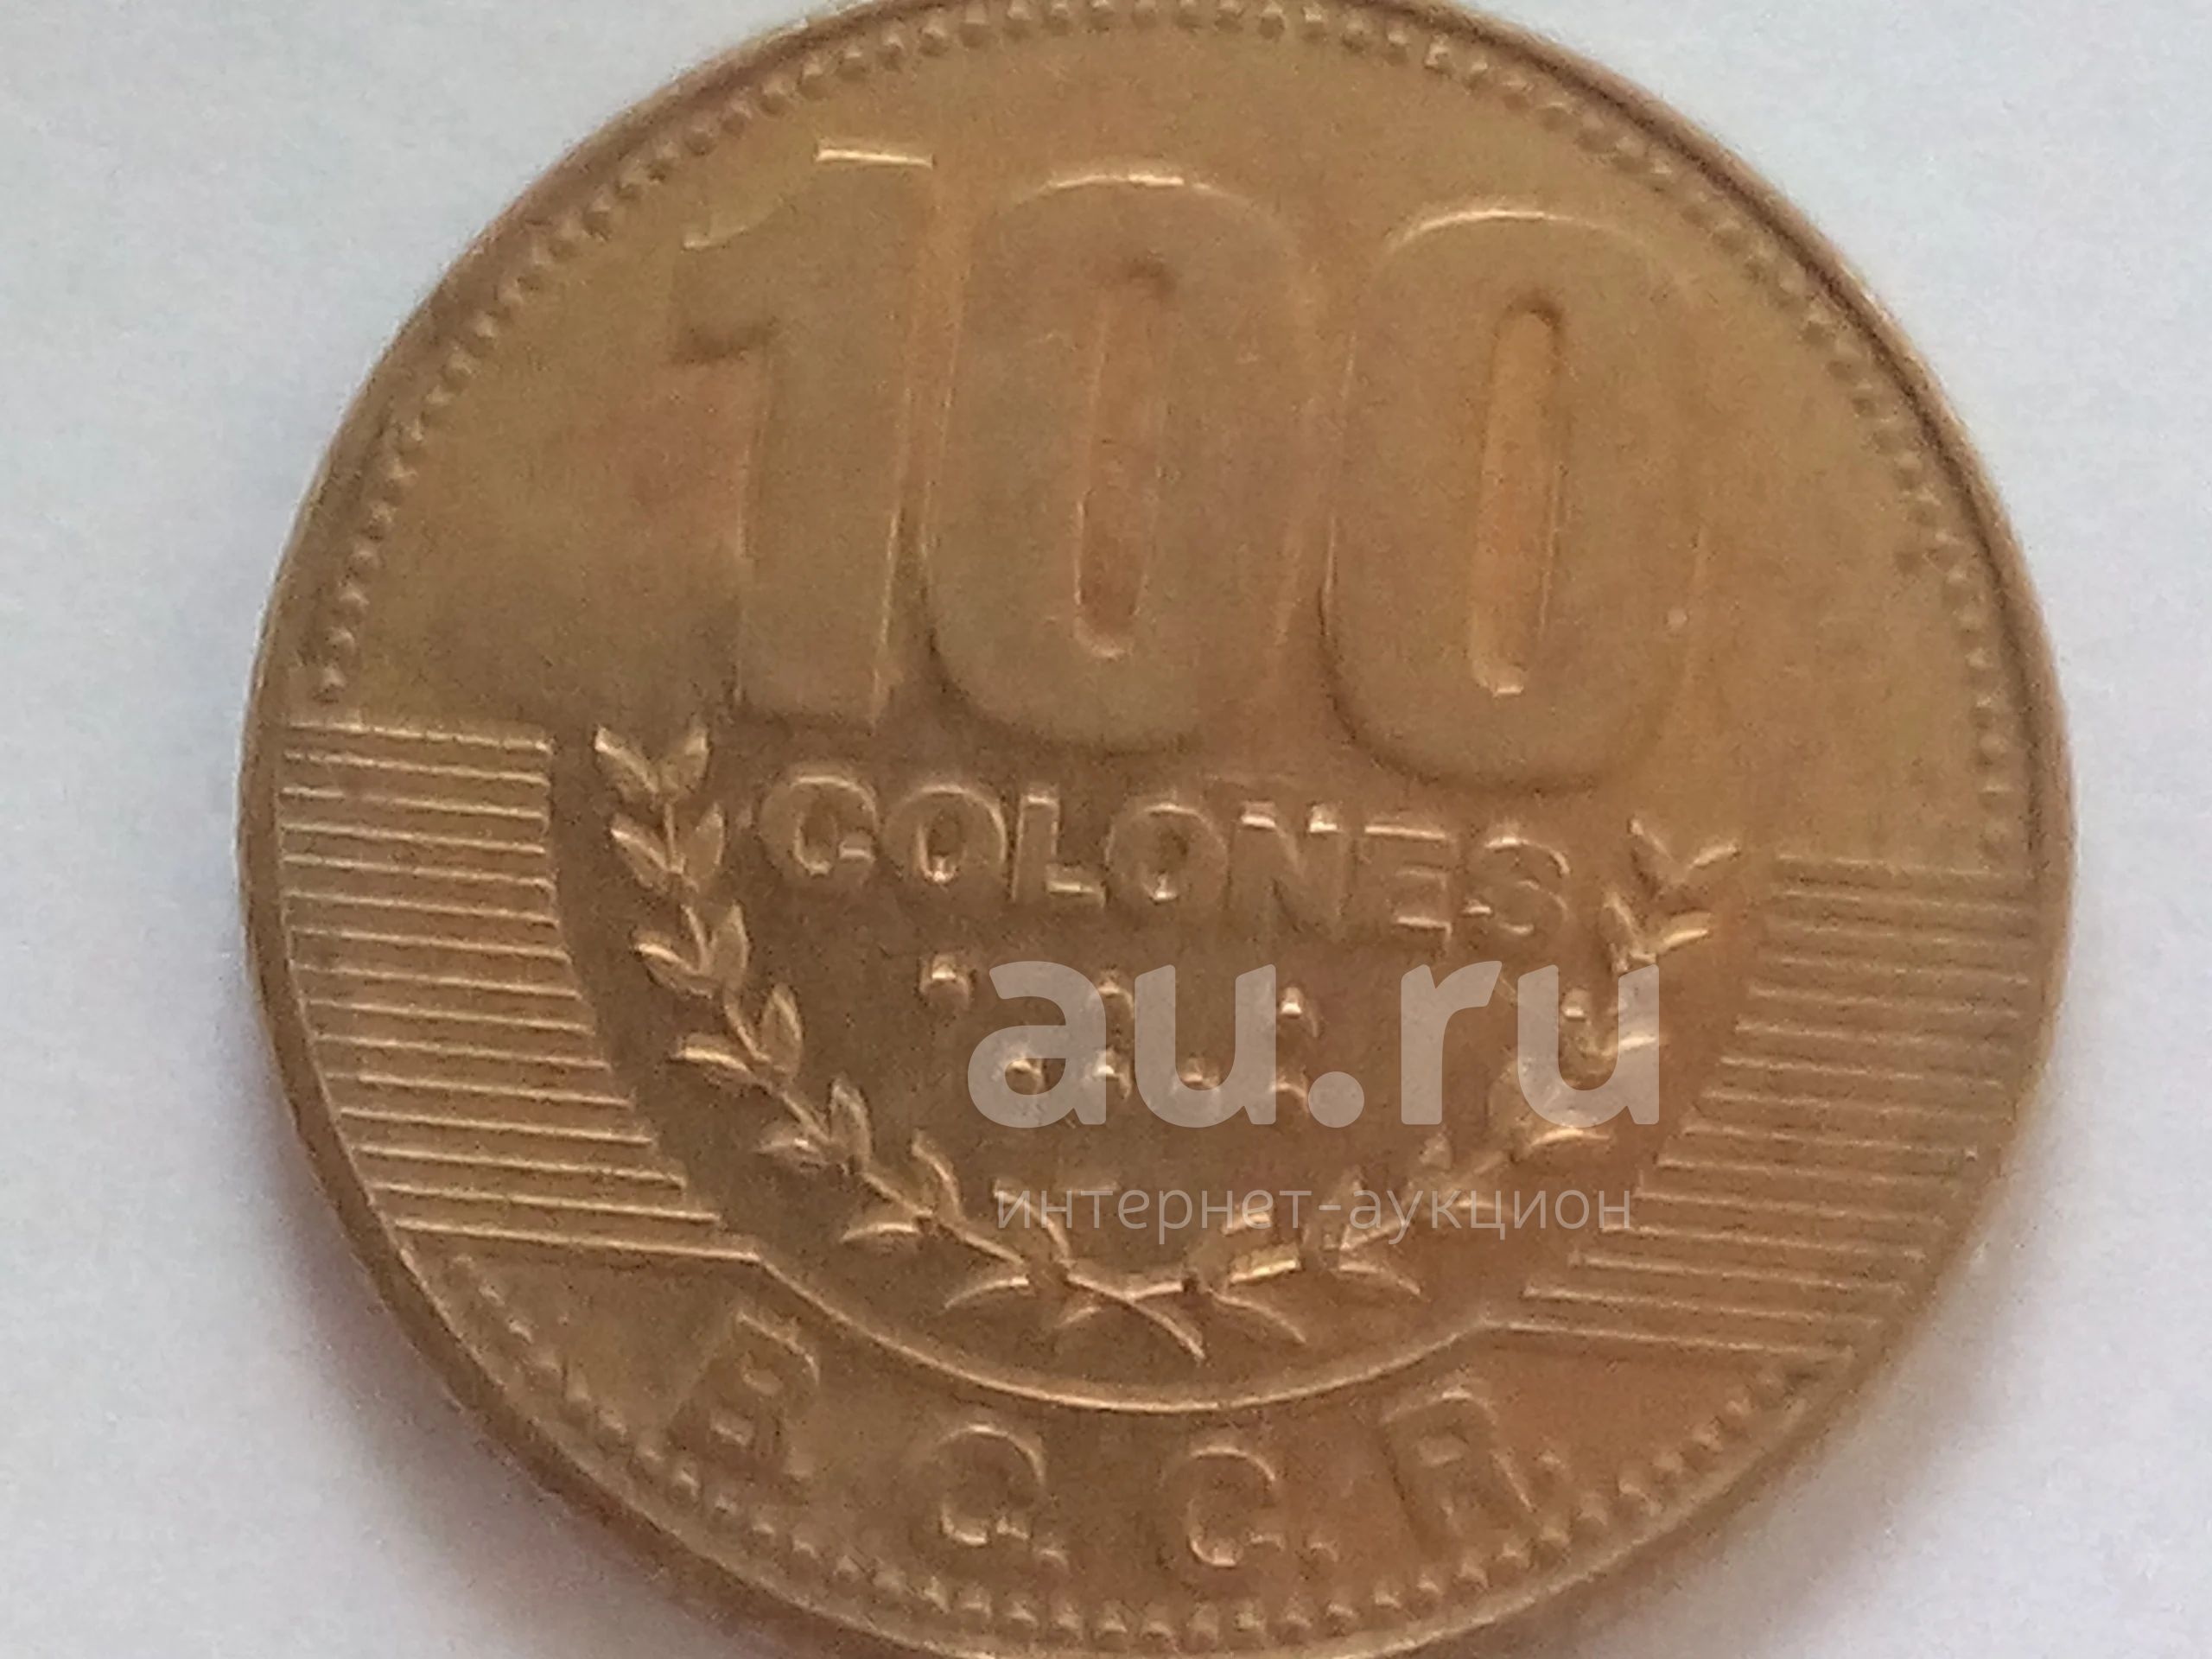 100
COLONES
au.ru
интернет-аукцион
B.C.C.R.